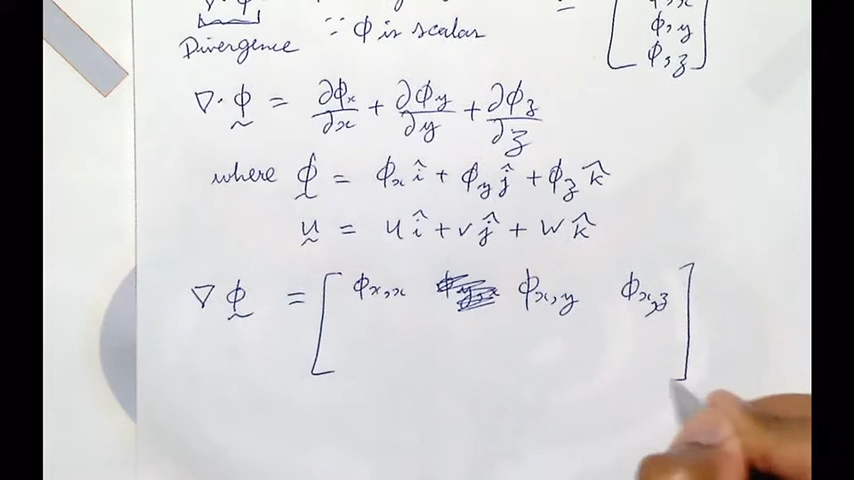 ∇·ϕ =
[ϕ,x
Divergence ∵ ϕ is scalar ϕ,y
ϕ,z]
∇·ϕ̰ = ∂ϕx/∂x + ∂ϕy/∂y + ∂ϕz/∂z
where ϕ̰ = ϕx î + ϕy ĵ + ϕz k̂
ṵ = u î + v ĵ + w k̂
∇ϕ̰ = [ϕx,x ϕx,y ϕx,z]